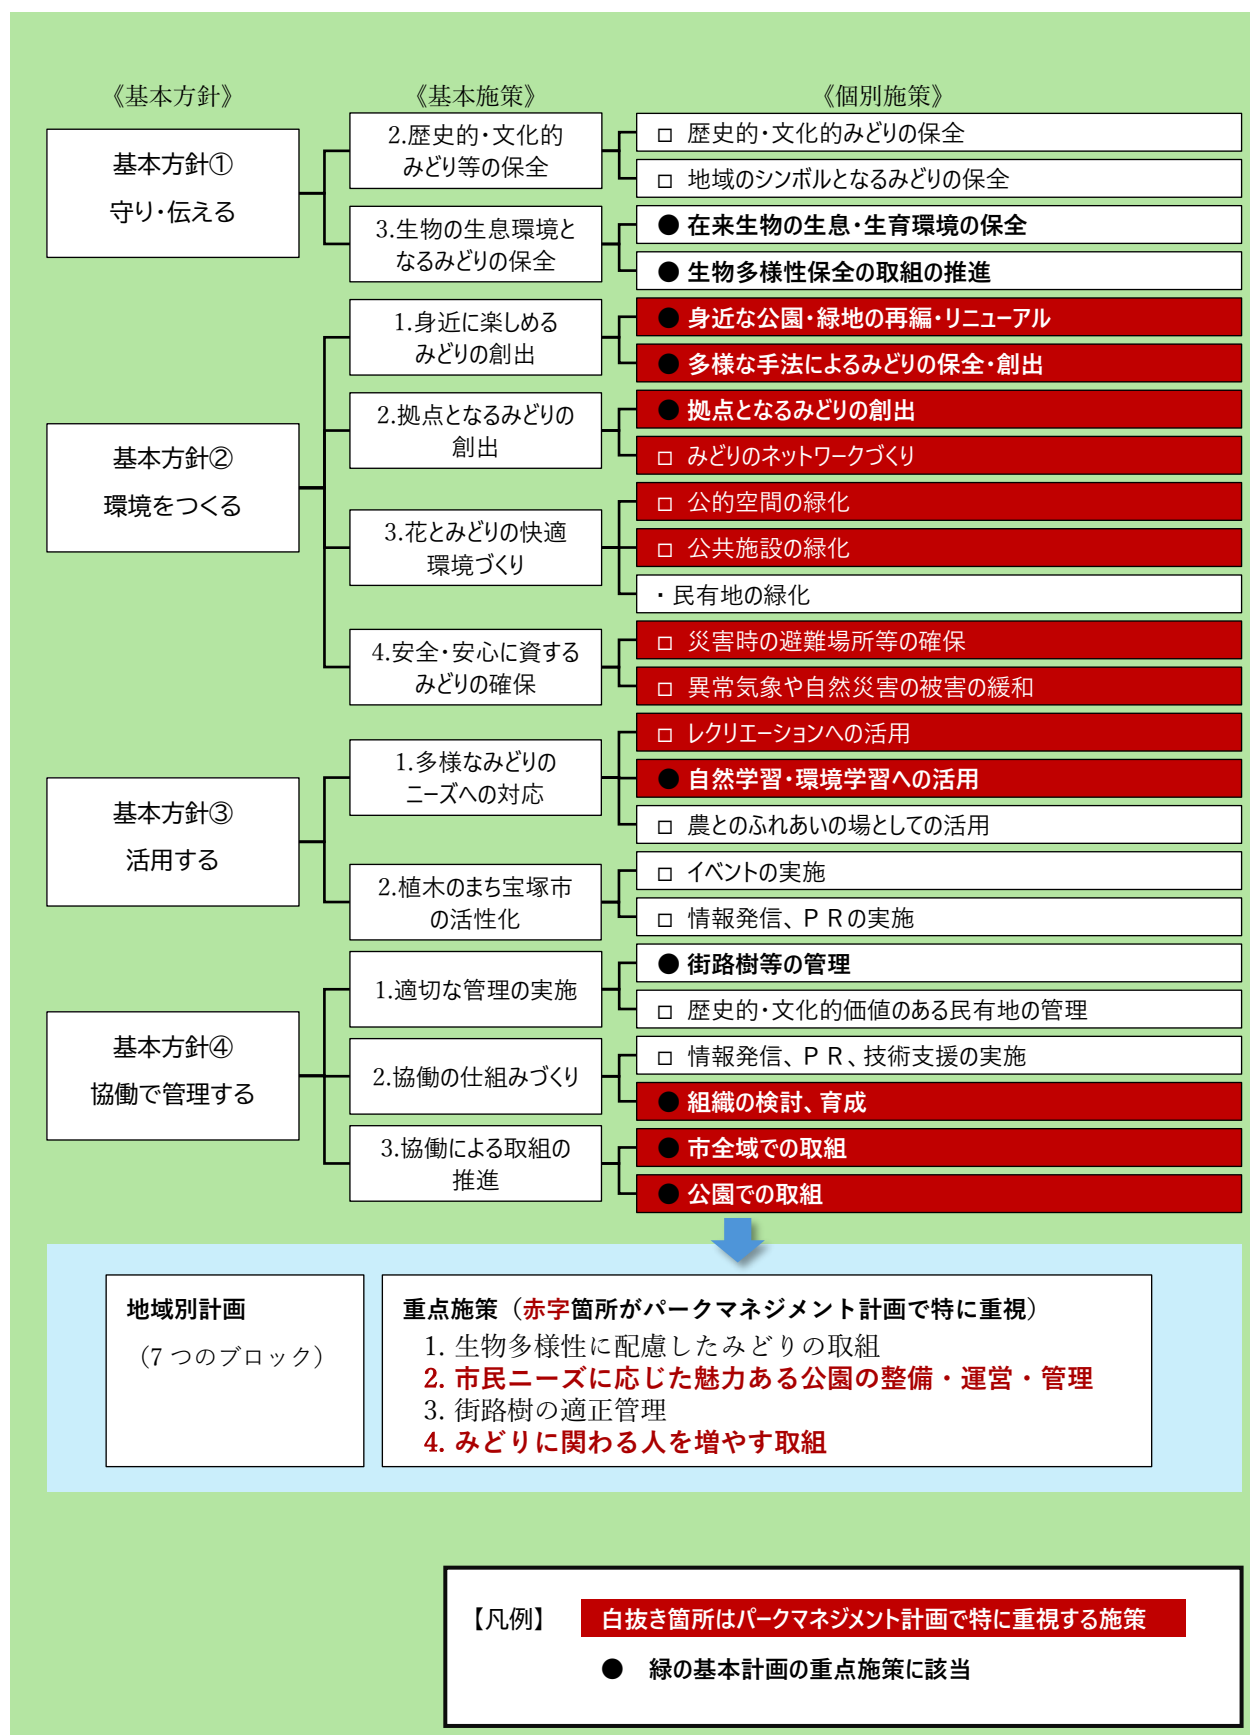 《基本方針》
《基本施策》
《個別施策》
基本方針①
守り・伝える
2.歴史的・文化的
みどり等の保全
□ 歴史的・文化的みどりの保全
□ 地域のシンボルとなるみどりの保全
3.生物の生息環境と
なるみどりの保全
● 在来生物の生息・生育環境の保全
● 生物多様性保全の取組の推進
基本方針②
環境をつくる
1.身近に楽しめる
みどりの創出
● 身近な公園・緑地の再編・リニューアル
● 多様な手法によるみどりの保全・創出
2.拠点となるみどりの
創出
● 拠点となるみどりの創出
□ みどりのネットワークづくり
3.花とみどりの快適
環境づくり
□ 公的空間の緑化
□ 公共施設の緑化
・民有地の緑化
4.安全・安心に資する
みどりの確保
□ 災害時の避難場所等の確保
□ 異常気象や自然災害の被害の緩和
基本方針③
活用する
1.多様なみどりの
ニーズへの対応
□ レクリエーションへの活用
● 自然学習・環境学習への活用
□ 農とのふれあいの場としての活用
2.植木のまち宝塚市
の活性化
□ イベントの実施
□ 情報発信、ＰＲの実施
基本方針④
協働で管理する
1.適切な管理の実施
● 街路樹等の管理
□ 歴史的・文化的価値のある民有地の管理
2.協働の仕組みづくり
□ 情報発信、ＰＲ、技術支援の実施
● 組織の検討、育成
3.協働による取組の
推進
● 市全域での取組
● 公園での取組
地域別計画
（7 つのブロック）
重点施策（赤字箇所がパークマネジメント計画で特に重視）
1. 生物多様性に配慮したみどりの取組
2. 市民ニーズに応じた魅力ある公園の整備・運営・管理
3. 街路樹の適正管理
4. みどりに関わる人を増やす取組
【凡例】
白抜き箇所はパークマネジメント計画で特に重視する施策
● 緑の基本計画の重点施策に該当